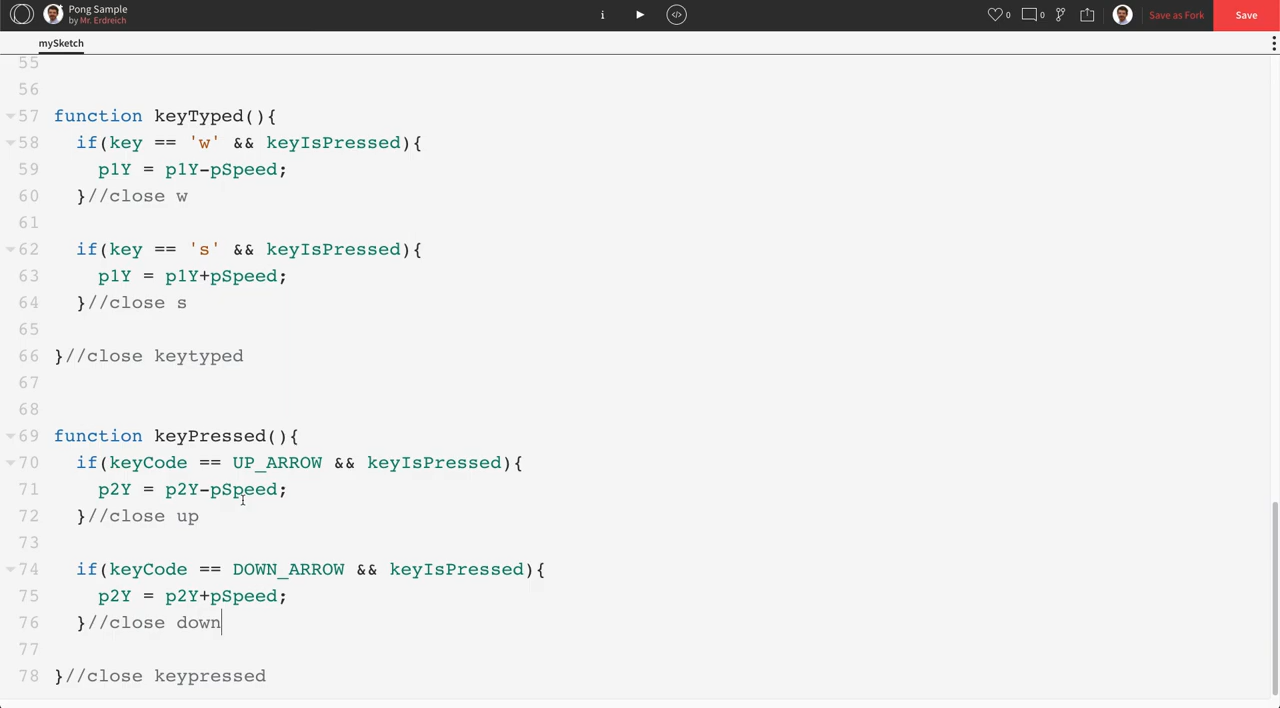 Pong Sample
by Mr. Erdreich
i
</>
0
0
Save as Fork
Save
mySketch
55
56
57 function keyTyped(){
58 if(key == 'w' && keyIsPressed){
59 p1Y = p1Y-pSpeed;
60 }//close w
61
62 if(key == 's' && keyIsPressed){
63 p1Y = p1Y+pSpeed;
64 }//close s
65
66 }//close keytyped
67
68
69 function keyPressed(){
70 if(keyCode == UP_ARROW && keyIsPressed){
71 p2Y = p2Y-pSpeed;
72 }//close up
73
74 if(keyCode == DOWN_ARROW && keyIsPressed){
75 p2Y = p2Y+pSpeed;
76 }//close down
77
78 }//close keypressed